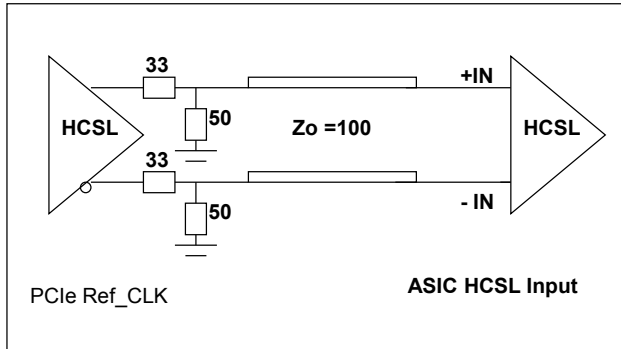 33
+IN
50
HCSL
Zo =100
HCSL
33
- IN
50
PCIe Ref_CLK
ASIC HCSL Input